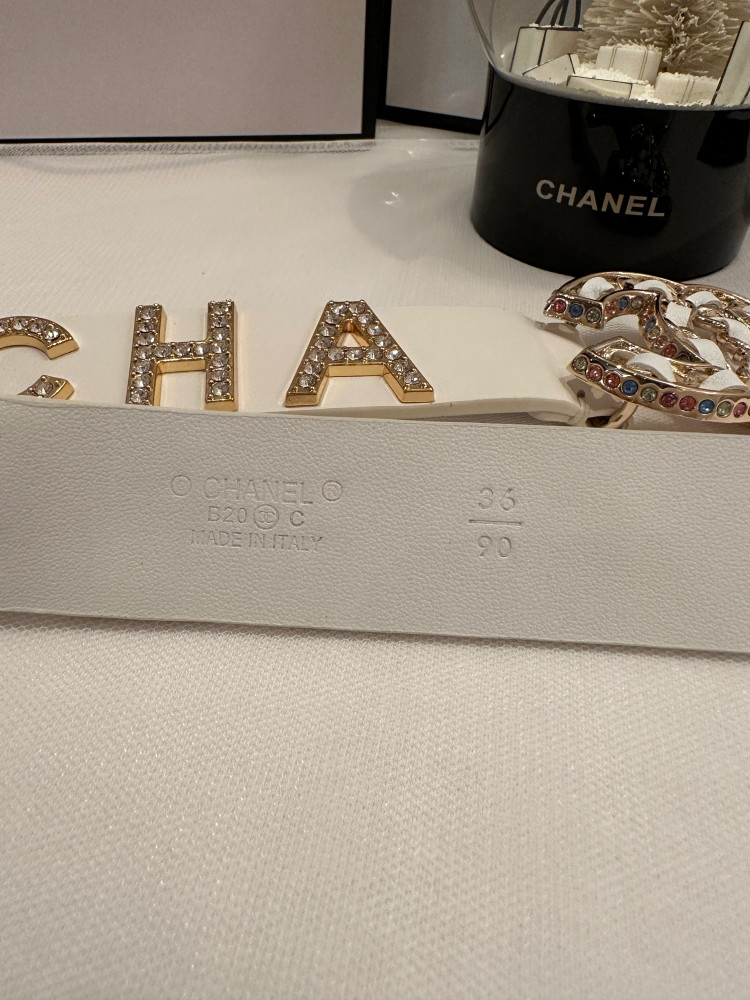 CHANEL
CHA
© CHANEL ®
B20 C
MADE IN ITALY
36
90